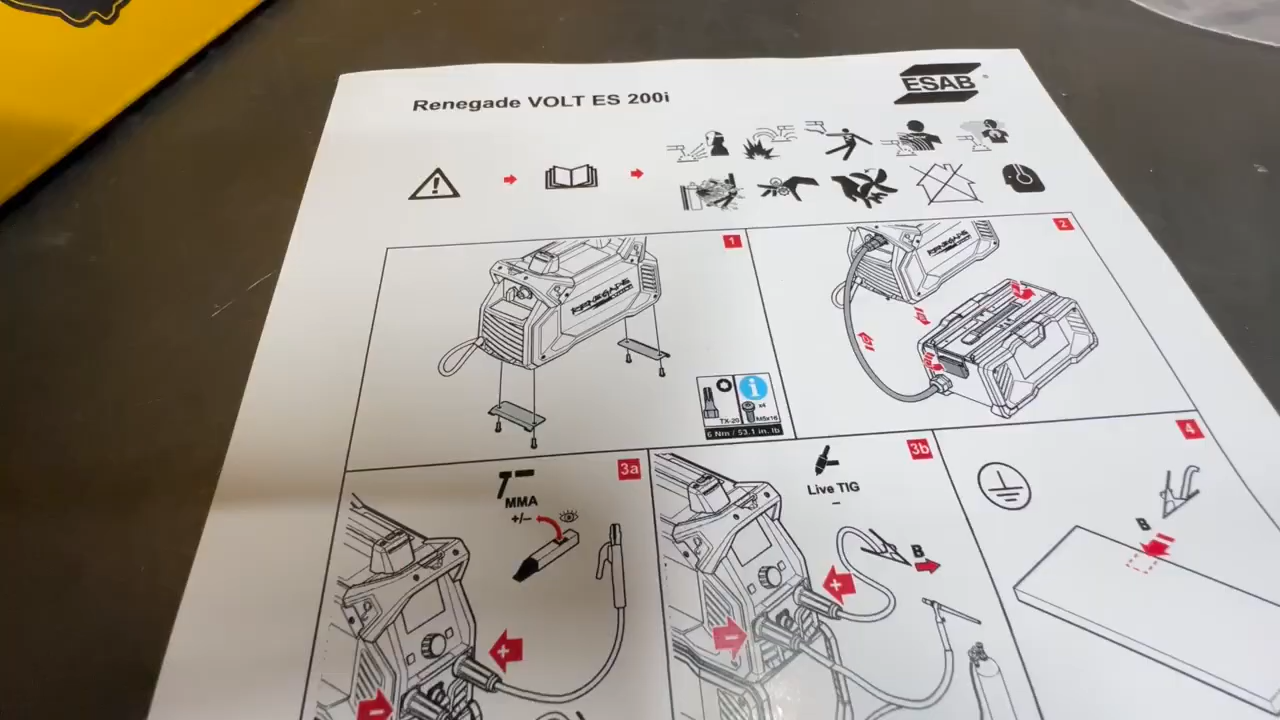 Renegade VOLT ES 200i
ESAB
1
2
RENEGADE
TX-20
x4
M5x16
6 Nm / 53.1 in. lb
3a
MMA
+/–
+
–
3b
Live TIG
–
B
+
–
4
B